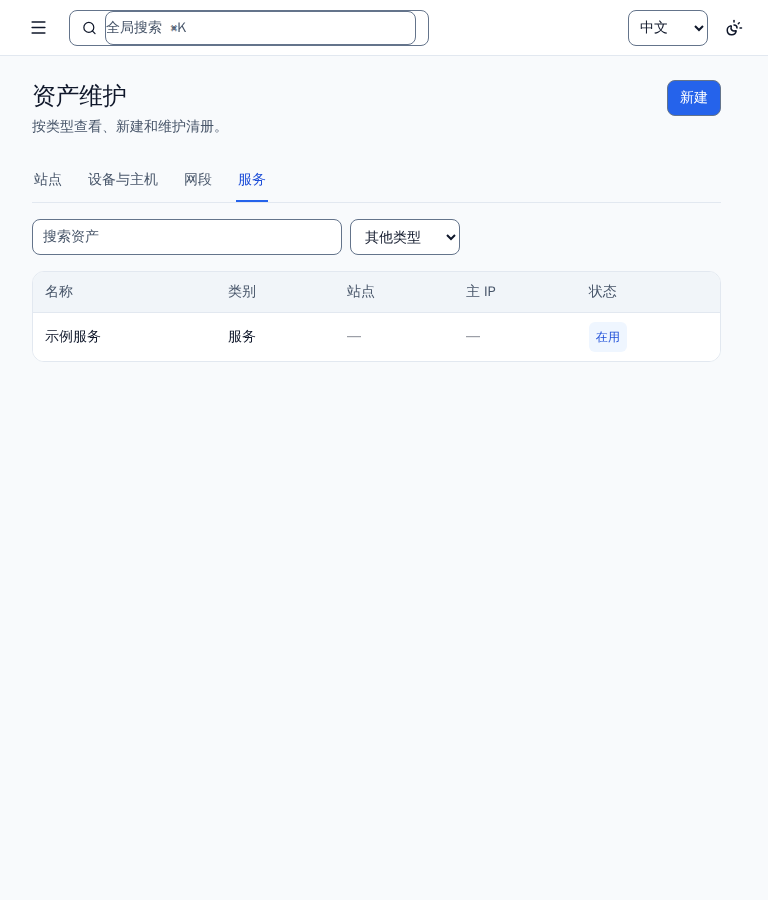 全局搜索 ⌘K
中文
资产维护
新建
按类型查看、新建和维护清册。
站点 设备与主机 网段 服务
搜索资产
其他类型
名称 类别 站点 主 IP 状态
示例服务 服务 — — 在用